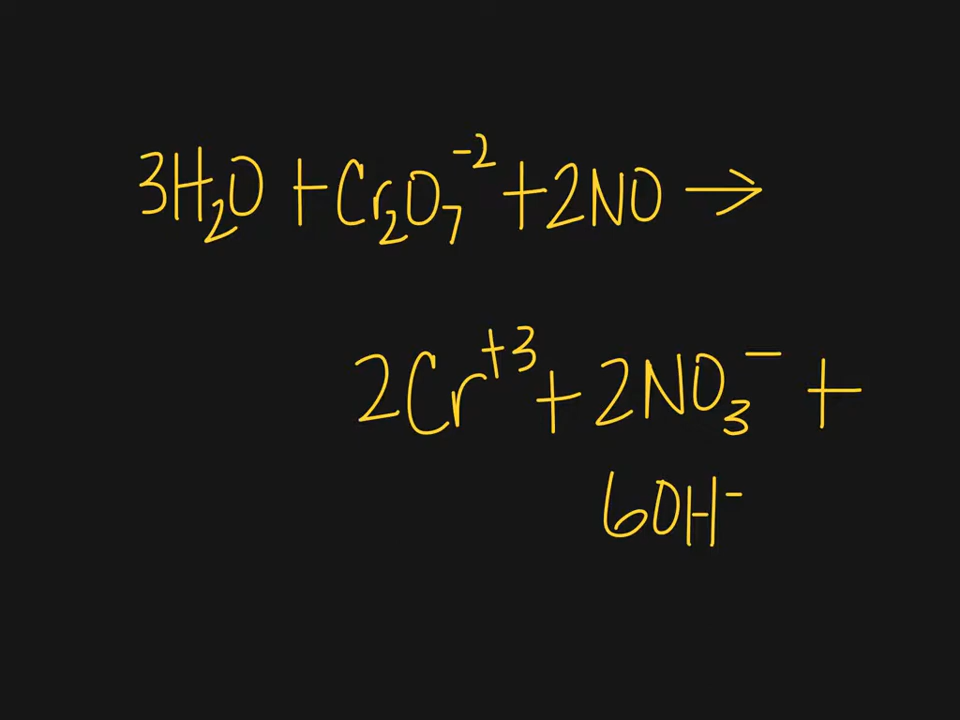 3H₂O + Cr₂O₇⁻² + 2NO →
2Cr⁺³ + 2NO₃⁻ +
6OH⁻